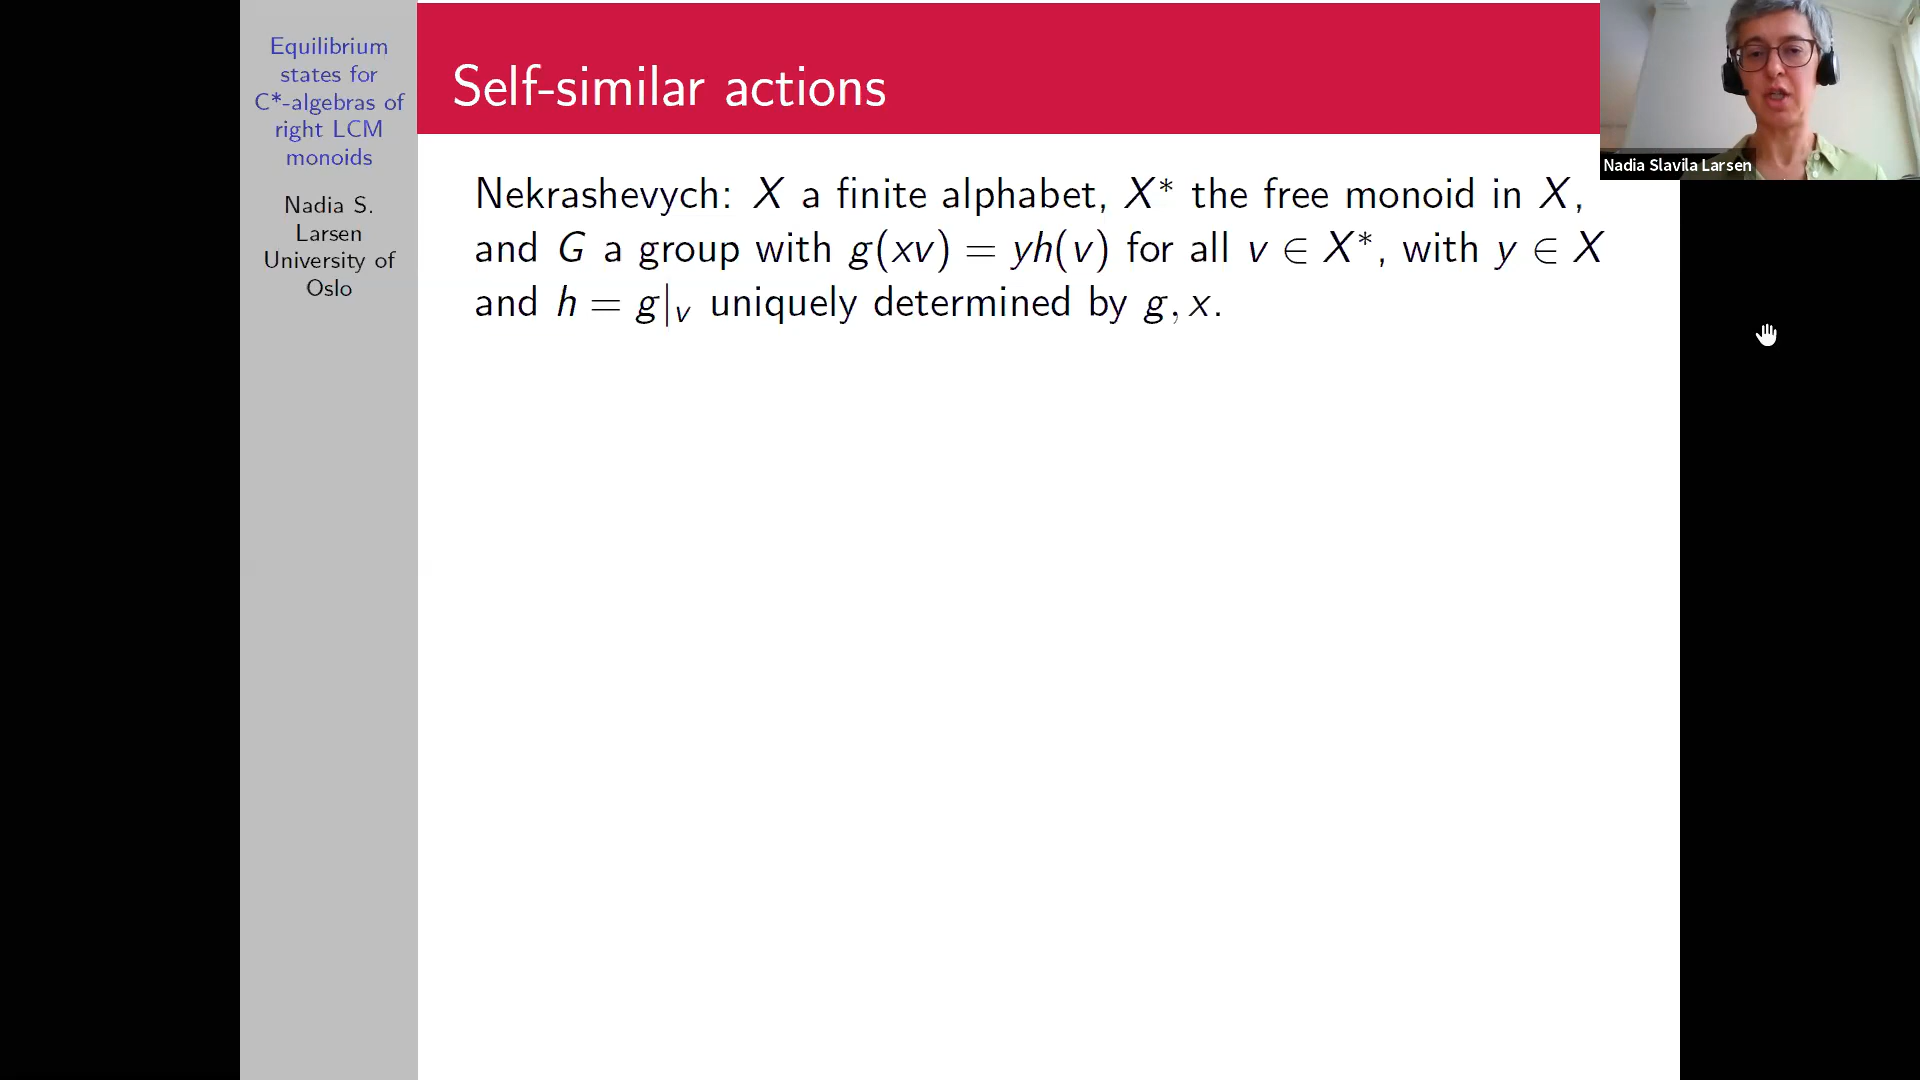 Equilibrium
states for
C*-algebras of
right LCM
monoids
Nadia S.
Larsen
University of
Oslo
Self-similar actions
Nekrashevych: X a finite alphabet, X* the free monoid in X,
and G a group with g(xv) = yh(v) for all v ∈ X*, with y ∈ X
and h = g|ᵥ uniquely determined by g, x.
Nadia Slavila Larsen